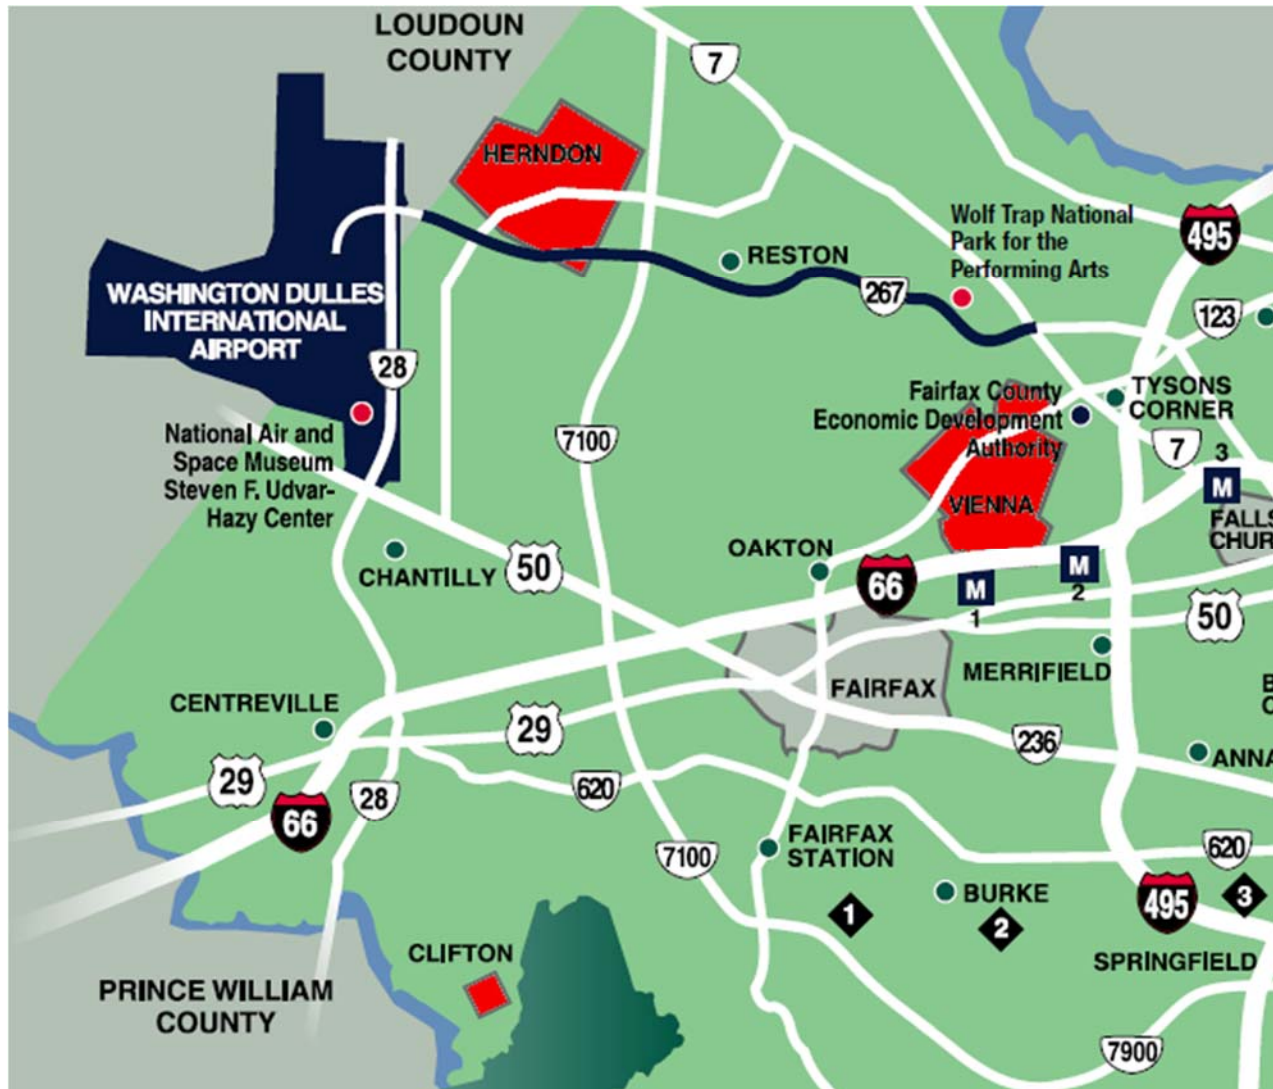 LOUDOUN
COUNTY
7
HERNDON
Wolf Trap National
Park for the
Performing Arts
495
RESTON
WASHINGTON DULLES
INTERNATIONAL
AIRPORT
267
123
28
TYSONS
CORNER
Fairfax County
Economic Development
Authority
National Air and
Space Museum
Steven F. Udvar-
Hazy Center
7100
7
3
M
VIENNA
FALLS
CHUR
OAKTON
CHANTILLY
50
66
M
2
M
1
50
MERRIFIELD
FAIRFAX
CENTREVILLE
29
236
B
C
ANNA
29
28
620
66
FAIRFAX
STATION
7100
620
BURKE
1
2
495
3
CLIFTON
SPRINGFIELD
PRINCE WILLIAM
COUNTY
7900